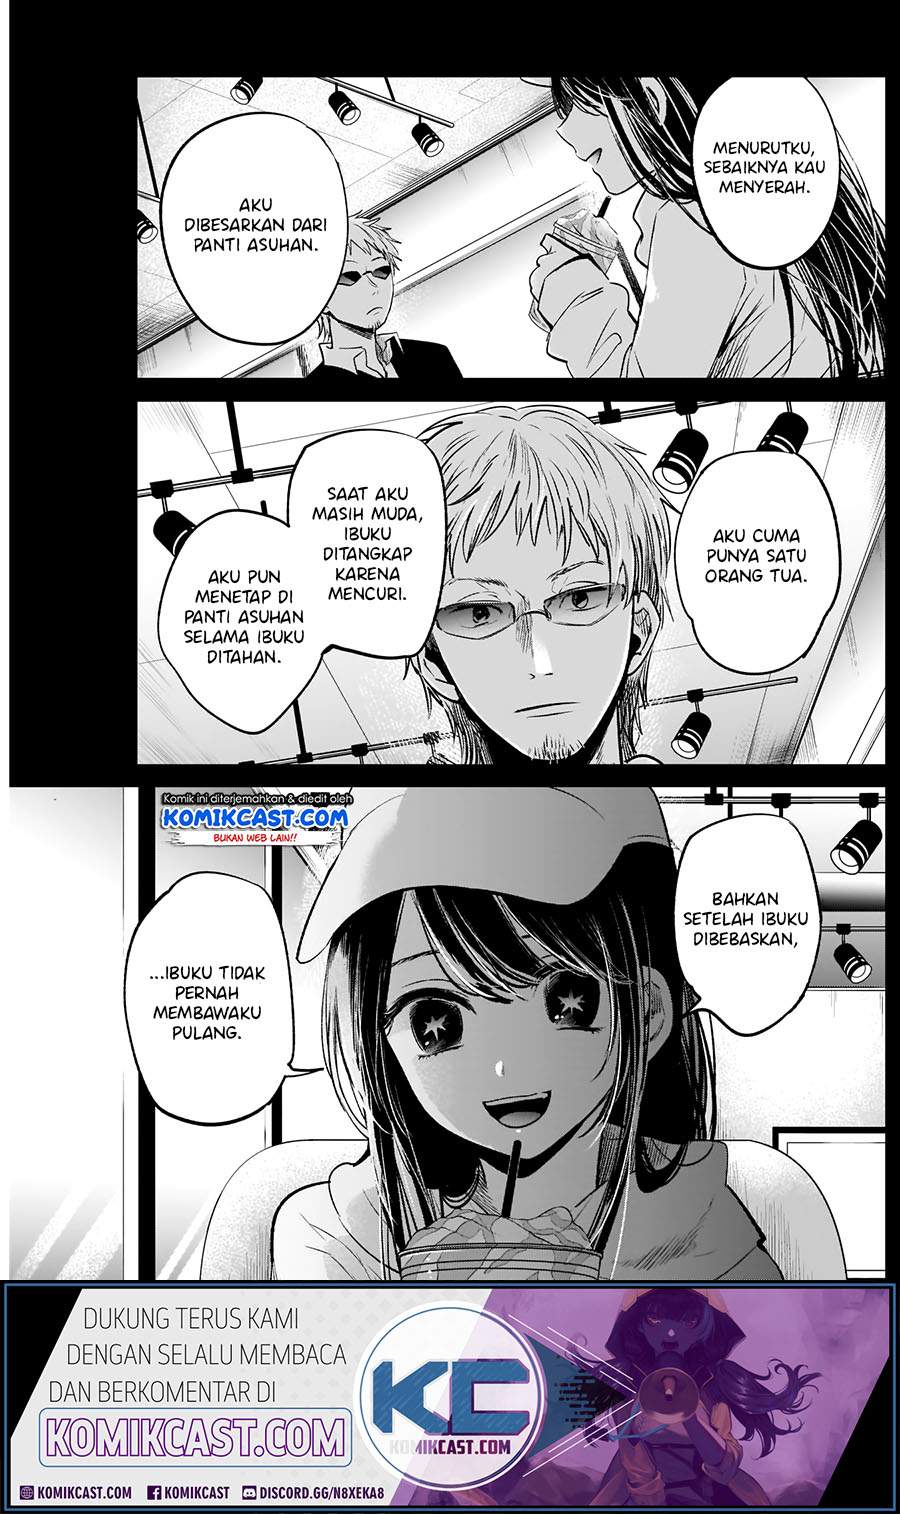 MENURUTKU,
SEBAIKNYA KAU
MENYERAH.
AKU
DIBESARKAN DARI
PANTI ASUHAN.
AKU CUMA
PUNYA SATU
ORANG TUA.
SAAT AKU
MASIH MUDA,
IBUKU
DITANGKAP
KARENA
MENCURI.
AKU PUN
MENETAP DI
PANTI ASUHAN
SELAMA IBUKU
DITAHAN.
Komik ini diterjemahkan & diedit oleh
KOMIKCAST.COM
BUKAN WEB LAIN!!
BAHKAN
SETELAH IBUKU
DIBEBASKAN,
...IBUKU TIDAK
PERNAH
MEMBAWAKU
PULANG.
DUKUNG TERUS KAMI
DENGAN SELALU MEMBACA
DAN BERKOMENTAR DI
KOMIKCAST.COM
KC
KOMIKCAST.COM
KOMIKCAST.COM KOMIKCAST DISCORD.GG/N8XEKA8